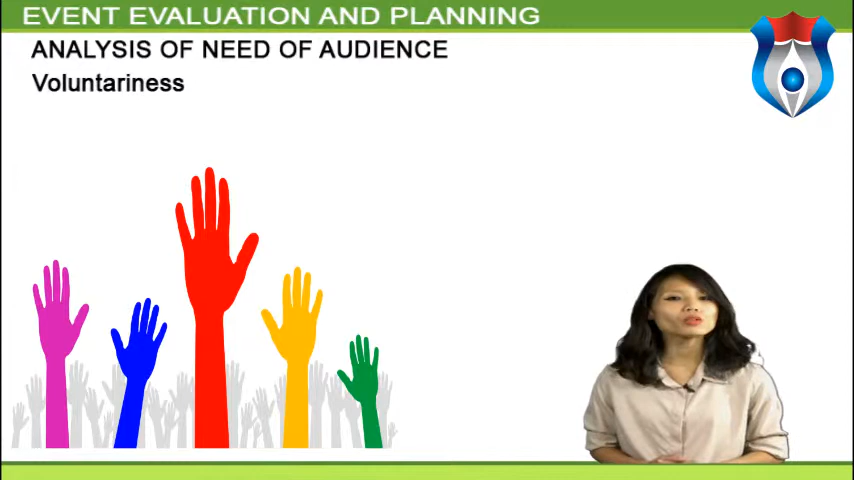 EVENT EVALUATION AND PLANNING
ANALYSIS OF NEED OF AUDIENCE
Voluntariness